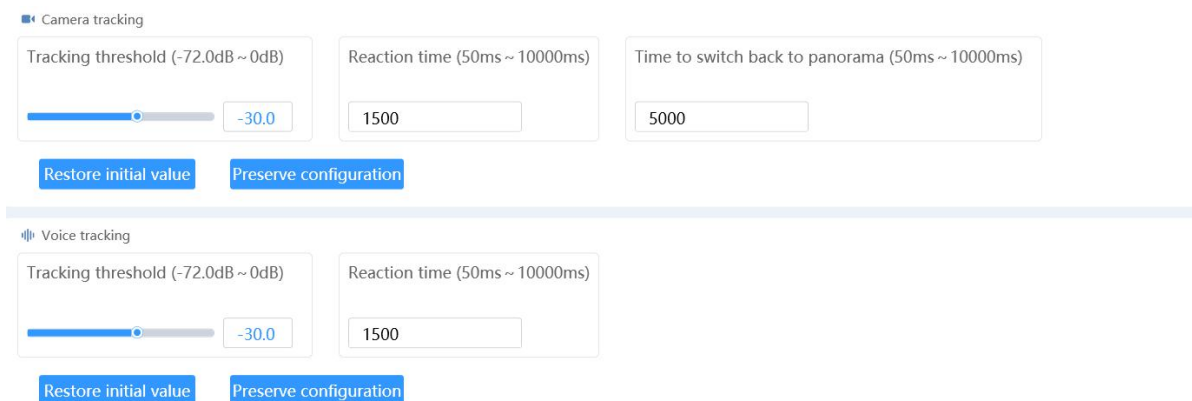 Camera tracking
Tracking threshold (-72.0dB ~ 0dB) Reaction time (50ms ~ 10000ms) Time to switch back to panorama (50ms ~ 10000ms)
-30.0 1500 5000
Restore initial value Preserve configuration
Voice tracking
Tracking threshold (-72.0dB ~ 0dB) Reaction time (50ms ~ 10000ms)
-30.0 1500
Restore initial value Preserve configuration